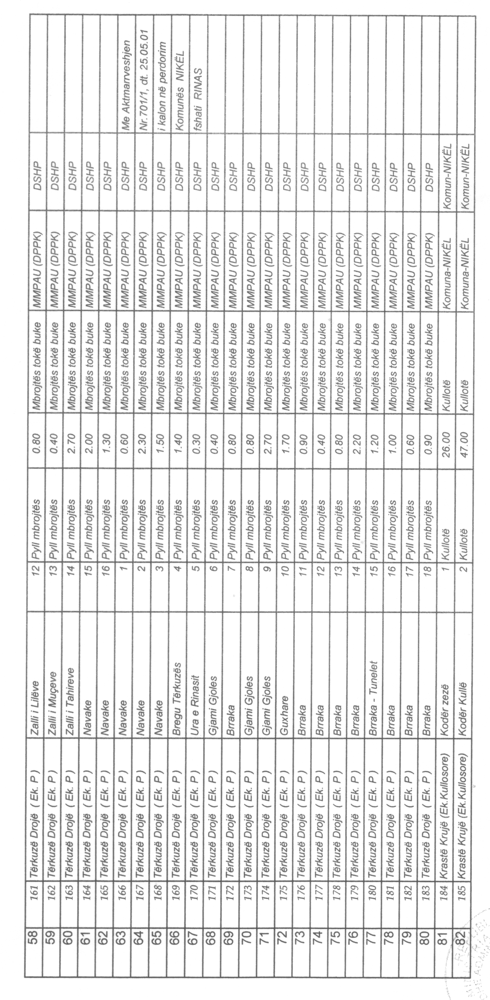 58 161 Tërkuzë Drojë ( Ek. P ) Zalli i Lilëve 12 Pyll mbrojtës 0.80 Mbrojtës tokë buke MMPAU (DPPK) DSHP
59 162 Tërkuzë Drojë ( Ek. P ) Zalli i Muçeve 13 Pyll mbrojtës 0.40 Mbrojtës tokë buke MMPAU (DPPK) DSHP
60 163 Tërkuzë Drojë ( Ek. P ) Zalli i Tahireve 14 Pyll mbrojtës 2.70 Mbrojtës tokë buke MMPAU (DPPK) DSHP
61 164 Tërkuzë Drojë ( Ek. P ) Navake 15 Pyll mbrojtës 2.00 Mbrojtës tokë buke MMPAU (DPPK) DSHP
62 165 Tërkuzë Drojë ( Ek. P ) Navake 16 Pyll mbrojtës 1.30 Mbrojtës tokë buke MMPAU (DPPK) DSHP
63 166 Tërkuzë Drojë ( Ek. P ) Navake 1 Pyll mbrojtës 0.60 Mbrojtës tokë buke MMPAU (DPPK) DSHP Me Aktmarrveshjen
64 167 Tërkuzë Drojë ( Ek. P ) Navake 2 Pyll mbrojtës 2.30 Mbrojtës tokë buke MMPAU (DPPK) DSHP Nr.701/1, dt. 25.05.01
65 168 Tërkuzë Drojë ( Ek. P ) Navake 3 Pyll mbrojtës 1.50 Mbrojtës tokë buke MMPAU (DPPK) DSHP i kalon në perdorim
66 169 Tërkuzë Drojë ( Ek. P ) Bregu Tërkuzës 4 Pyll mbrojtës 1.40 Mbrojtës tokë buke MMPAU (DPPK) DSHP Komunës NIKËL
67 170 Tërkuzë Drojë ( Ek. P ) Ura e Rinasit 5 Pyll mbrojtës 0.30 Mbrojtës tokë buke MMPAU (DPPK) DSHP fshati RINAS
68 171 Tërkuzë Drojë ( Ek. P ) Gjami Gjoles 6 Pyll mbrojtës 0.40 Mbrojtës tokë buke MMPAU (DPPK) DSHP
69 172 Tërkuzë Drojë ( Ek. P ) Brraka 7 Pyll mbrojtës 0.80 Mbrojtës tokë buke MMPAU (DPPK) DSHP
70 173 Tërkuzë Drojë ( Ek. P ) Gjami Gjoles 8 Pyll mbrojtës 0.80 Mbrojtës tokë buke MMPAU (DPPK) DSHP
71 174 Tërkuzë Drojë ( Ek. P ) Gjami Gjoles 9 Pyll mbrojtës 2.70 Mbrojtës tokë buke MMPAU (DPPK) DSHP
72 175 Tërkuzë Drojë ( Ek. P ) Guxhare 10 Pyll mbrojtës 1.70 Mbrojtës tokë buke MMPAU (DPPK) DSHP
73 176 Tërkuzë Drojë ( Ek. P ) Brraka 11 Pyll mbrojtës 0.90 Mbrojtës tokë buke MMPAU (DPPK) DSHP
74 177 Tërkuzë Drojë ( Ek. P ) Brraka 12 Pyll mbrojtës 0.40 Mbrojtës tokë buke MMPAU (DPPK) DSHP
75 178 Tërkuzë Drojë ( Ek. P ) Brraka 13 Pyll mbrojtës 0.80 Mbrojtës tokë buke MMPAU (DPPK) DSHP
76 179 Tërkuzë Drojë ( Ek. P ) Brraka 14 Pyll mbrojtës 2.20 Mbrojtës tokë buke MMPAU (DPPK) DSHP
77 180 Tërkuzë Drojë ( Ek. P ) Brraka - Tunelet 15 Pyll mbrojtës 1.20 Mbrojtës tokë buke MMPAU (DPPK) DSHP
78 181 Tërkuzë Drojë ( Ek. P ) Brraka 16 Pyll mbrojtës 1.00 Mbrojtës tokë buke MMPAU (DPPK) DSHP
79 182 Tërkuzë Drojë ( Ek. P ) Brraka 17 Pyll mbrojtës 0.60 Mbrojtës tokë buke MMPAU (DPPK) DSHP
80 183 Tërkuzë Drojë ( Ek. P ) Brraka 18 Pyll mbrojtës 0.90 Mbrojtës tokë buke MMPAU (DPPK) DSHP
81 184 Krastë Krujë (Ek.Kullosore) Kodër zezë 1 Kullotë 26.00 Kullotë Komuna-NIKËL Komun-NIKËL
82 185 Krastë Krujë (Ek.Kullosore) Kodër Kullë 2 Kullotë 47.00 Kullotë Komuna-NIKËL Komun-NIKËL